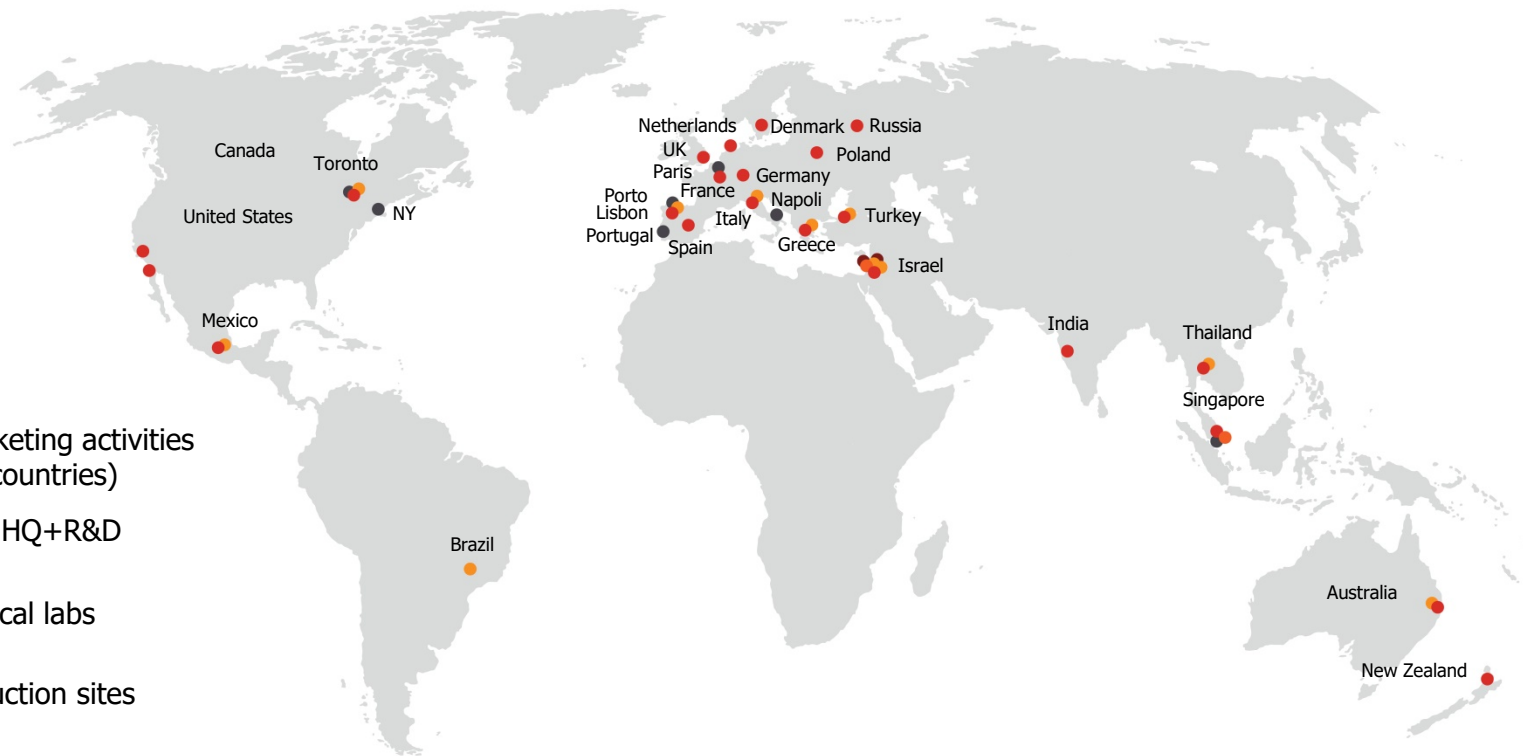 Netherlands
Denmark
Russia
Canada
UK
Poland
Toronto
Paris
Germany
France
Porto
Napoli
NY
United States
Lisbon
Italy
Turkey
Portugal
Spain
Greece
Israel
Mexico
India
Thailand
Singapore
keting activities
countries)
HQ+R&D
Brazil
Australia
cal labs
New Zealand
uction sites